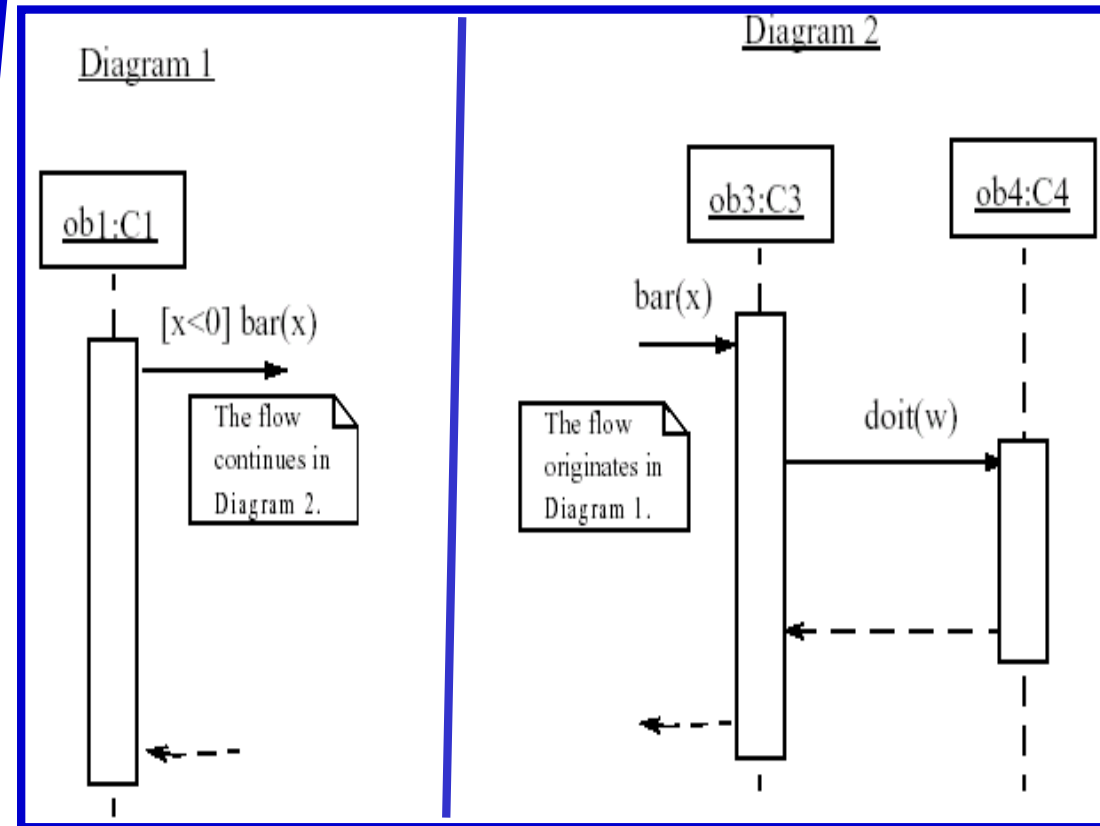 Diagram 1
ob1:C1
[x<0] bar(x)
The flow
continues in
Diagram 2.
Diagram 2
ob3:C3
ob4:C4
bar(x)
The flow
originates in
Diagram 1.
doit(w)